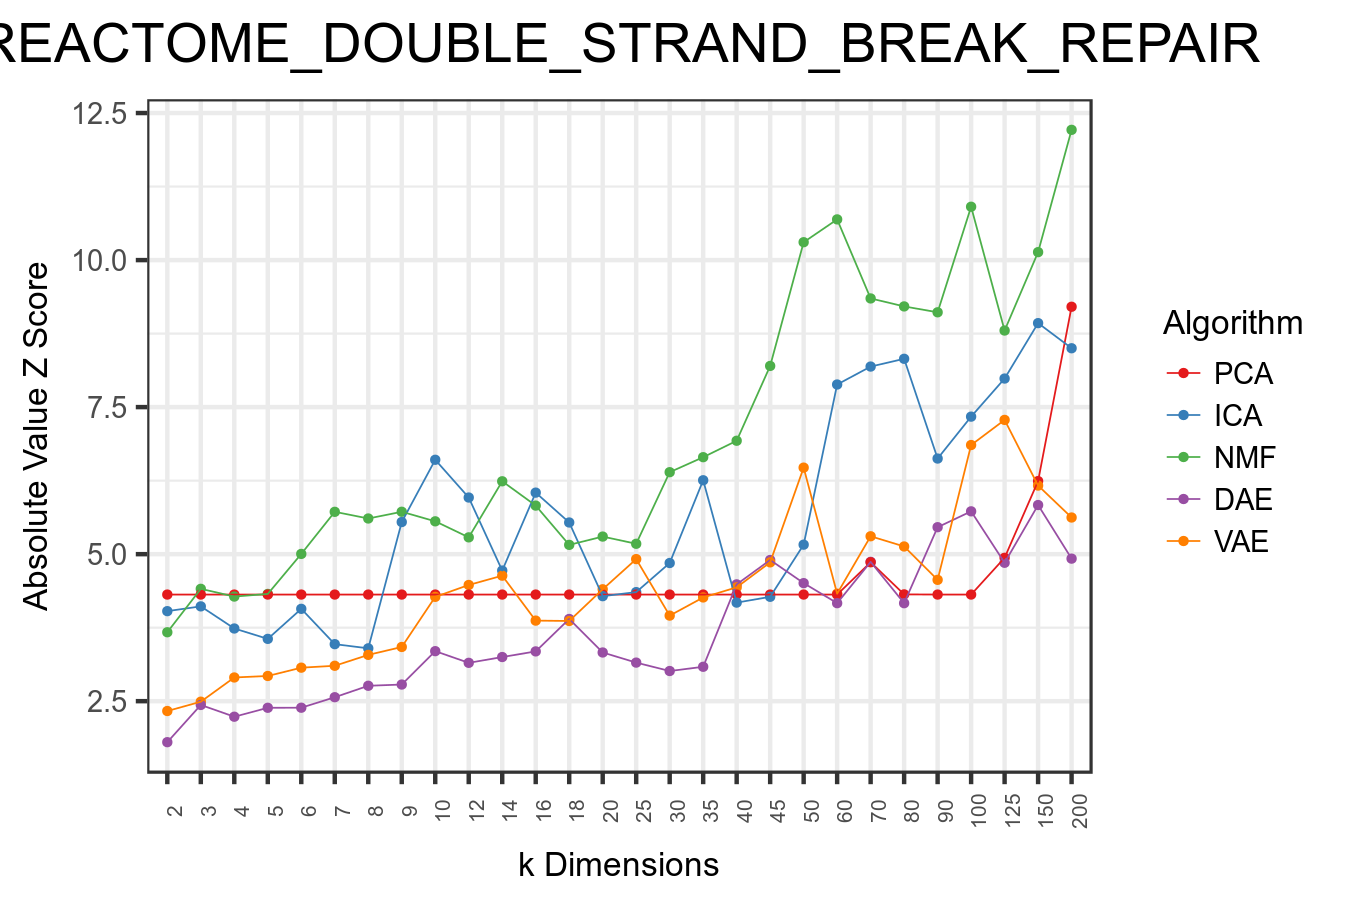 REACTOME_DOUBLE_STRAND_BREAK_REPAIR
12.5
10.0
7.5
5.0
2.5
Absolute Value Z Score
2 3 4 5 6 7 8 9 10 12 14 16 18 20 25 30 35 40 45 50 60 70 80 90 100 125 150 200
k Dimensions
Algorithm
PCA
ICA
NMF
DAE
VAE